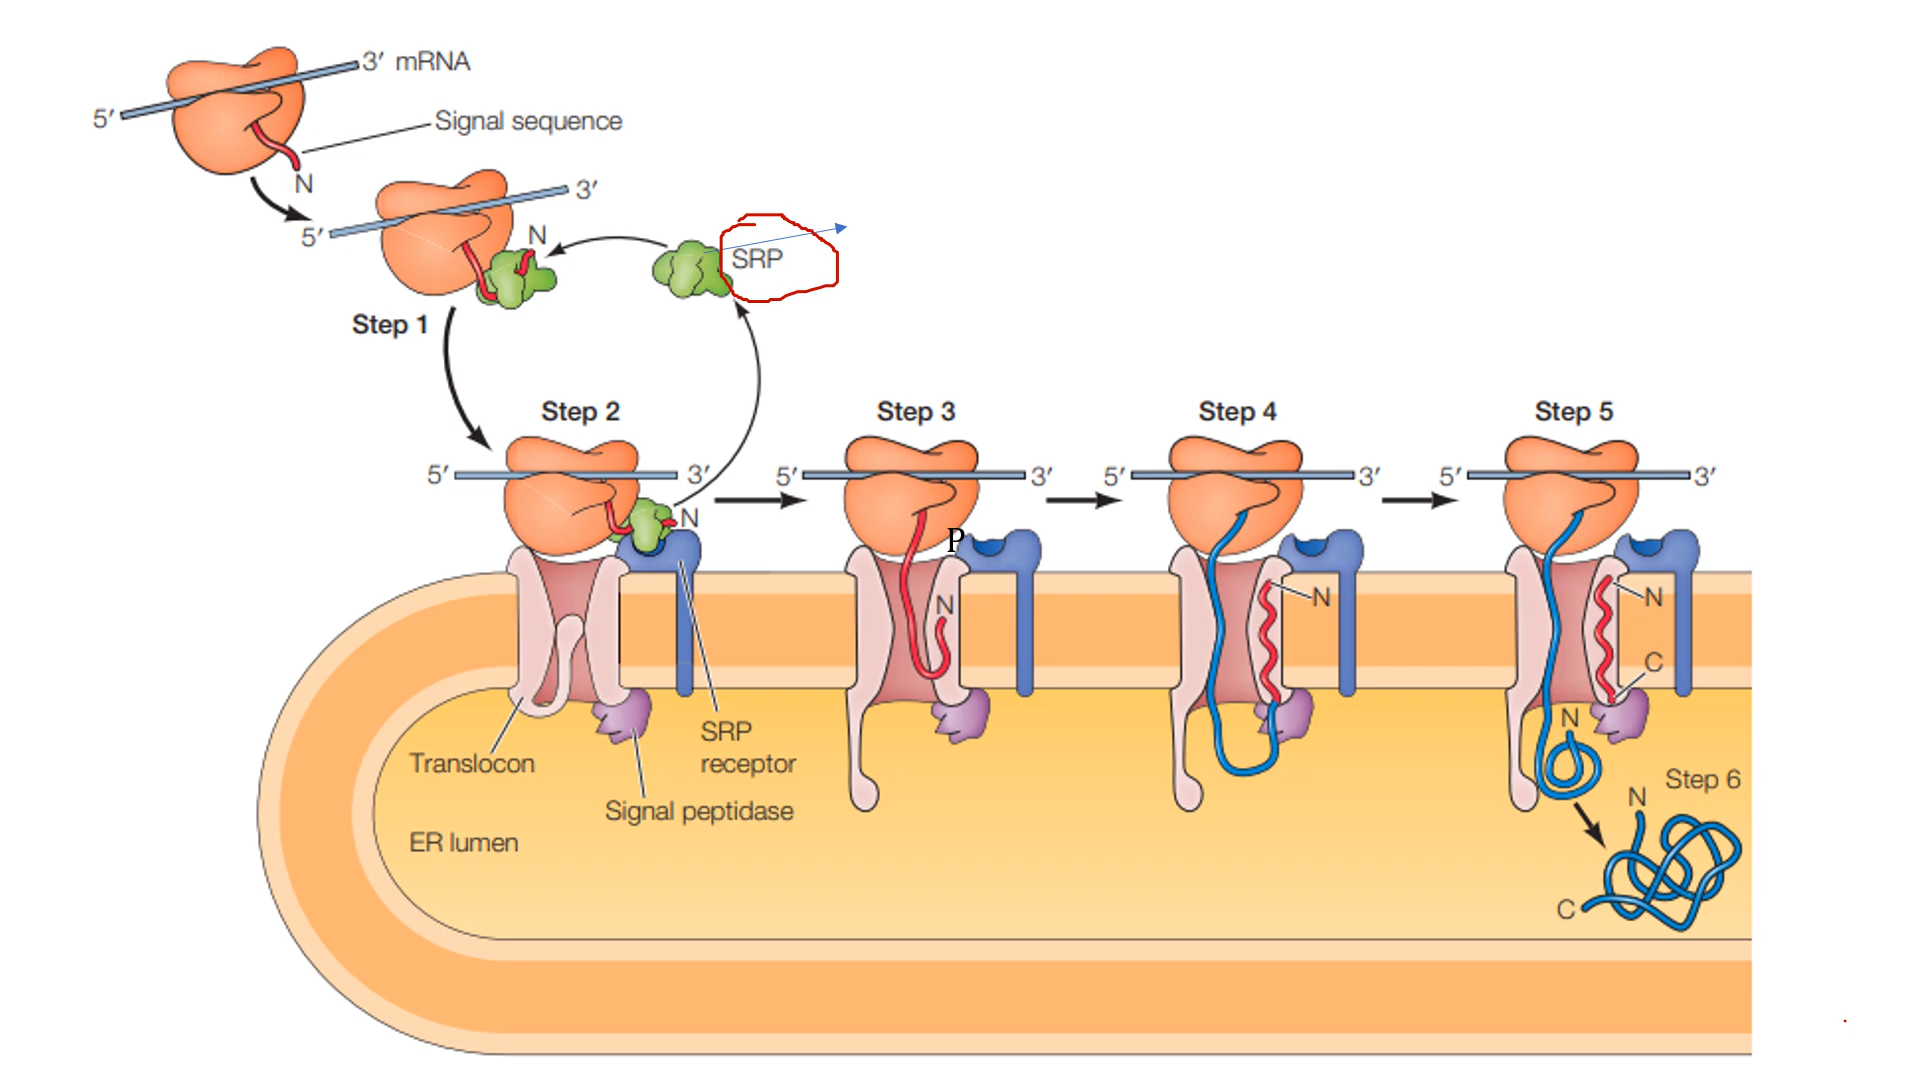 3′ mRNA
5′
Signal sequence
N
3′
5′
N
SRP
Step 1
Step 2
Step 3
Step 4
Step 5
5′
3′
5′
3′
5′
3′
5′
3′
N
P
N
N
N
C
N
SRP
receptor
Translocon
Signal peptidase
Step 6
N
ER lumen
C